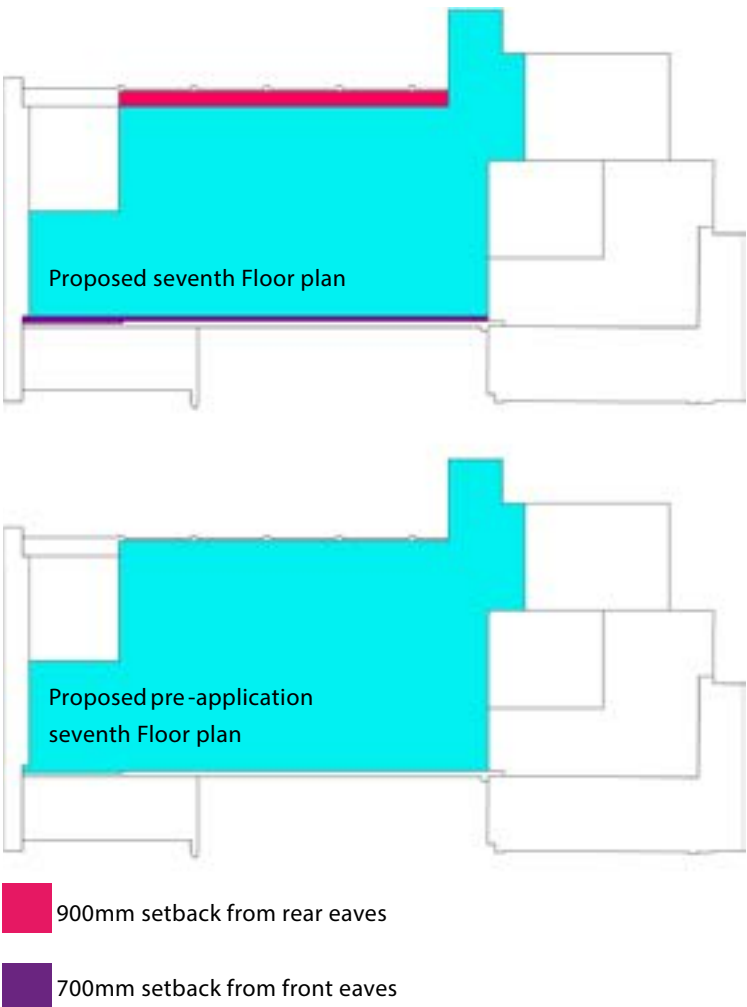 Proposed seventh Floor plan
Proposed pre-application
seventh Floor plan
900mm setback from rear eaves
700mm setback from front eaves